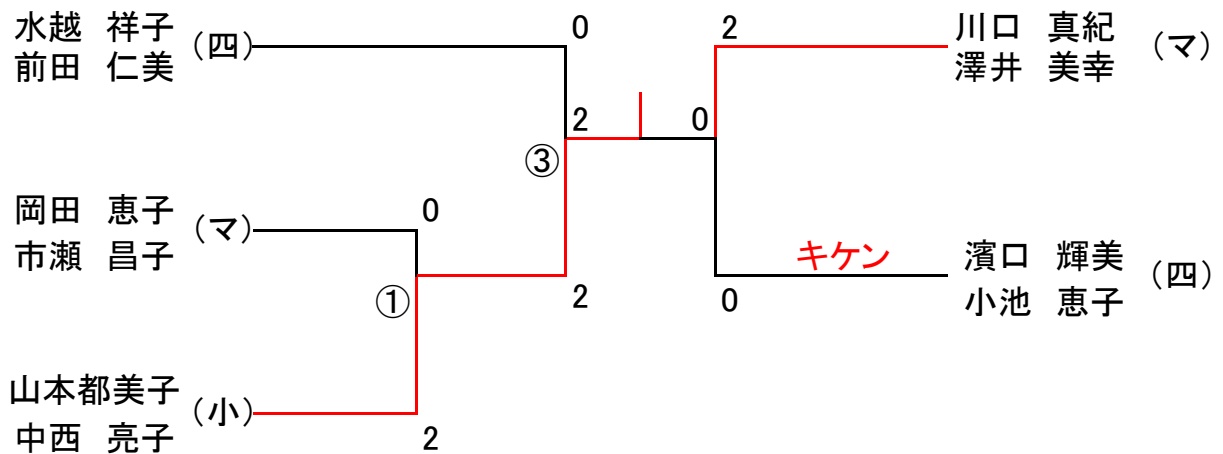 水越　祥子
前田　仁美
（四）
0
2
川口　真紀
澤井　美幸
（マ）
2
0
③
岡田　恵子
市瀬　昌子
（マ）
0
①
2
キケン
0
濱口　輝美
小池　恵子
（四）
山本都美子
中西　亮子
（小）
2